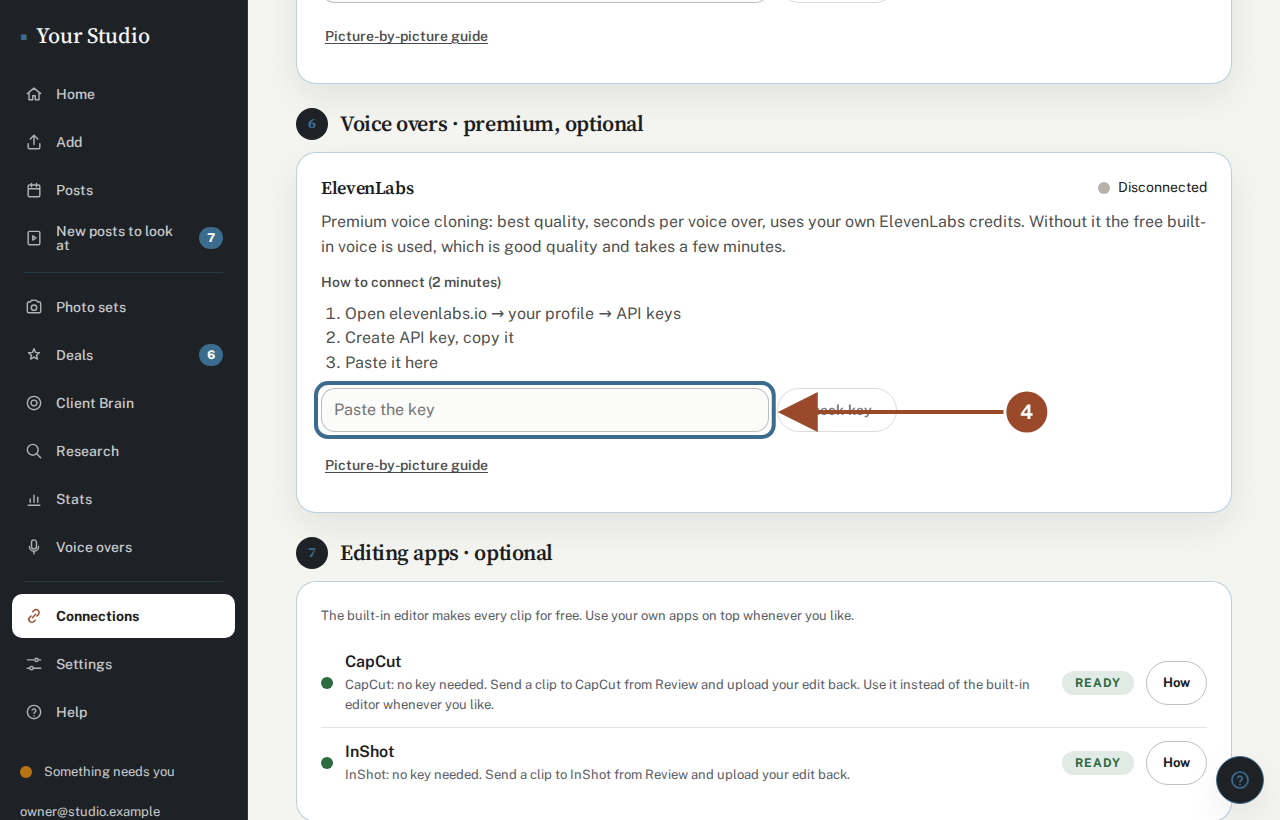 Your Studio
Home
Add
Posts
New posts to look
at
7
Photo sets
Deals
6
Client Brain
Research
Stats
Voice overs
Connections
Settings
Help
Something needs you
owner@studio.example
Picture-by-picture guide
6
Voice overs · premium, optional
ElevenLabs
Disconnected
Premium voice cloning: best quality, seconds per voice over, uses your own ElevenLabs credits. Without it the free built-
in voice is used, which is good quality and takes a few minutes.
How to connect (2 minutes)
1. Open elevenlabs.io → your profile → API keys
2. Create API key, copy it
3. Paste it here
Paste the key
key
4
Picture-by-picture guide
7
Editing apps · optional
The built-in editor makes every clip for free. Use your own apps on top whenever you like.
CapCut
CapCut: no key needed. Send a clip to CapCut from Review and upload your edit back. Use it instead of the built-in
editor whenever you like.
READY
How
InShot
InShot: no key needed. Send a clip to InShot from Review and upload your edit back.
READY
How